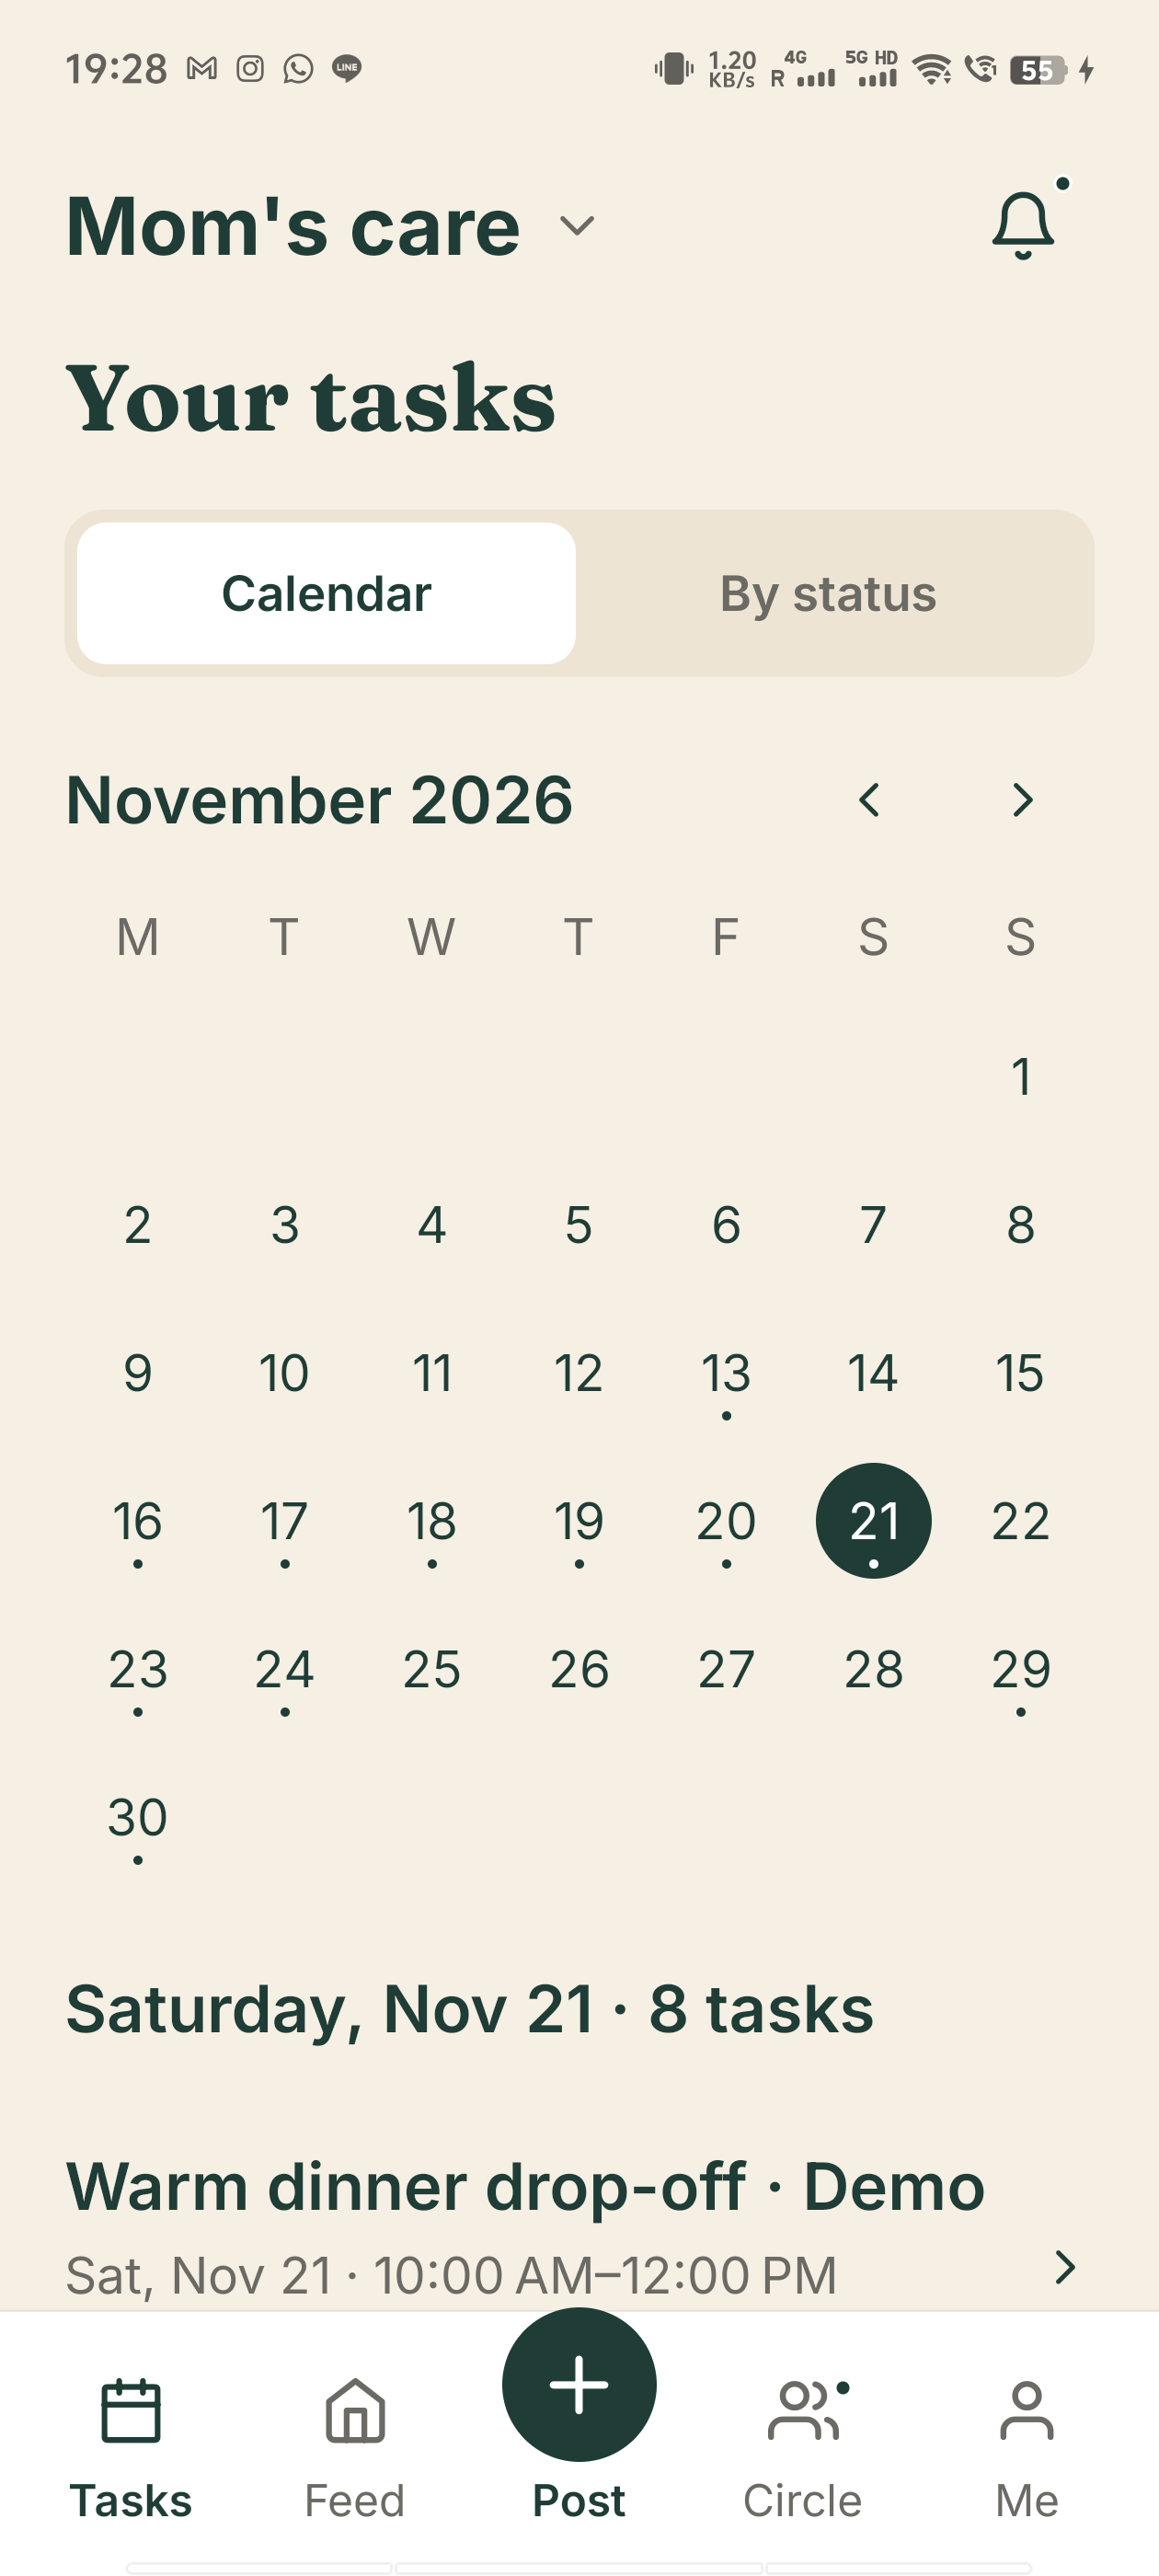 19:28 LINE 1.20 KB/s R 4G 5G HD 55
Mom's care
Your tasks
Calendar By status
November 2026
M T W T F S S
1
2 3 4 5 6 7 8
9 10 11 12 13 14 15
16 17 18 19 20 21 22
23 24 25 26 27 28 29
30
Saturday, Nov 21 · 8 tasks
Warm dinner drop-off · Demo
Sat, Nov 21 · 10:00 AM–12:00 PM
Tasks Feed Post Circle Me